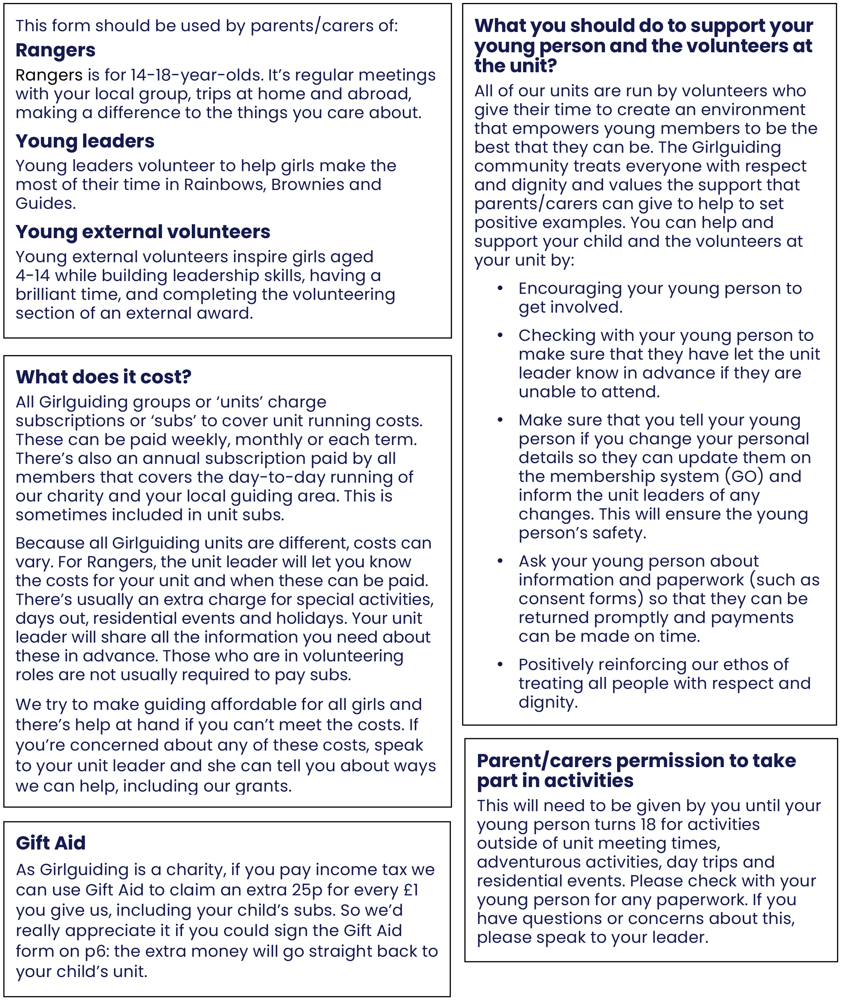 This form should be used by parents/carers of:
Rangers
Rangers is for 14-18-year-olds. It’s regular meetings
with your local group, trips at home and abroad,
making a difference to the things you care about.
Young leaders
Young leaders volunteer to help girls make the
most of their time in Rainbows, Brownies and
Guides.
Young external volunteers
Young external volunteers inspire girls aged
4-14 while building leadership skills, having a
brilliant time, and completing the volunteering
section of an external award.
What does it cost?
All Girlguiding groups or ‘units’ charge
subscriptions or ‘subs’ to cover unit running costs.
These can be paid weekly, monthly or each term.
There’s also an annual subscription paid by all
members that covers the day-to-day running of
our charity and your local guiding area. This is
sometimes included in unit subs.
Because all Girlguiding units are different, costs can
vary. For Rangers, the unit leader will let you know
the costs for your unit and when these can be paid.
There’s usually an extra charge for special activities,
days out, residential events and holidays. Your unit
leader will share all the information you need about
these in advance. Those who are in volunteering
roles are not usually required to pay subs.
We try to make guiding affordable for all girls and
there’s help at hand if you can’t meet the costs. If
you’re concerned about any of these costs, speak
to your unit leader and she can tell you about ways
we can help, including our grants.
Gift Aid
As Girlguiding is a charity, if you pay income tax we
can use Gift Aid to claim an extra 25p for every £1
you give us, including your child’s subs. So we’d
really appreciate it if you could sign the Gift Aid
form on p6: the extra money will go straight back to
your child’s unit.
What you should do to support your
young person and the volunteers at
the unit?
All of our units are run by volunteers who
give their time to create an environment
that empowers young members to be the
best that they can be. The Girlguiding
community treats everyone with respect
and dignity and values the support that
parents/carers can give to help to set
positive examples. You can help and
support your child and the volunteers at
your unit by:
• Encouraging your young person to
get involved.
• Checking with your young person to
make sure that they have let the unit
leader know in advance if they are
unable to attend.
• Make sure that you tell your young
person if you change your personal
details so they can update them on
the membership system (GO) and
inform the unit leaders of any
changes. This will ensure the young
person’s safety.
• Ask your young person about
information and paperwork (such as
consent forms) so that they can be
returned promptly and payments
can be made on time.
• Positively reinforcing our ethos of
treating all people with respect and
dignity.
Parent/carers permission to take
part in activities
This will need to be given by you until your
young person turns 18 for activities
outside of unit meeting times,
adventurous activities, day trips and
residential events. Please check with your
young person for any paperwork. If you
have questions or concerns about this,
please speak to your leader.